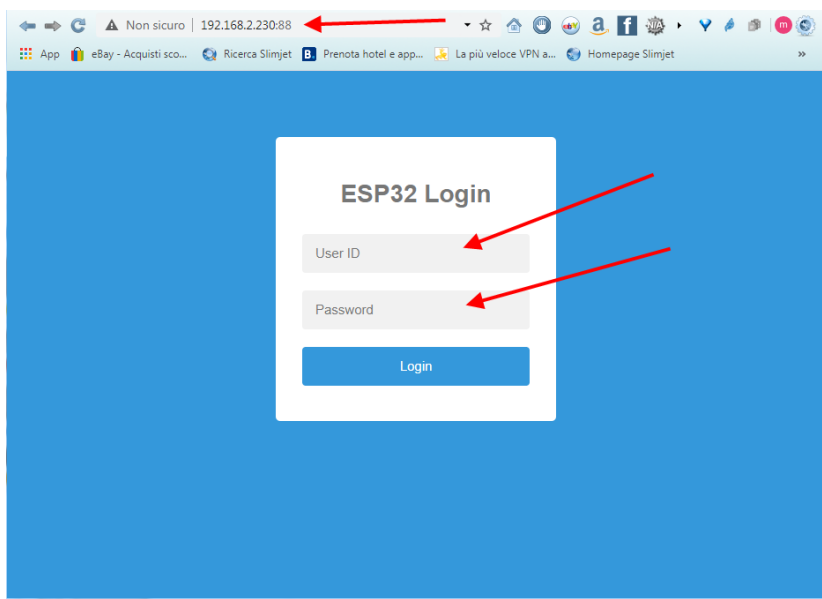 Non sicuro | 192.168.2.230:88
App eBay - Acquisti sco... Ricerca Slimjet B. Prenota hotel e app... La più veloce VPN a... Homepage Slimjet »
ESP32 Login
User ID
Password
Login